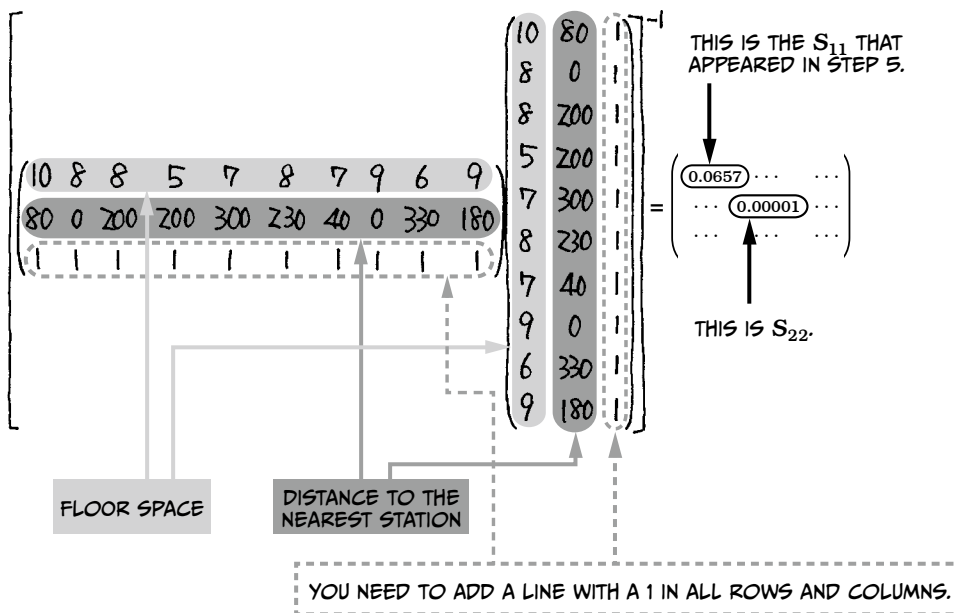 -1
10 80 1
8 0 1
8 200 1
5 200 1
7 300 1
8 230 1
7 40 1
9 0 1
6 330 1
9 180 1
10 8 8 5 7 8 7 9 6 9
80 0 200 200 300 230 40 0 330 180
1 1 1 1 1 1 1 1 1 1
=
0.0657 ... ...
... 0.00001 ...
... ... ...
THIS IS THE S11 THAT
APPEARED IN STEP 5.
THIS IS S22.
FLOOR SPACE
DISTANCE TO THE
NEAREST STATION
YOU NEED TO ADD A LINE WITH A 1 IN ALL ROWS AND COLUMNS.